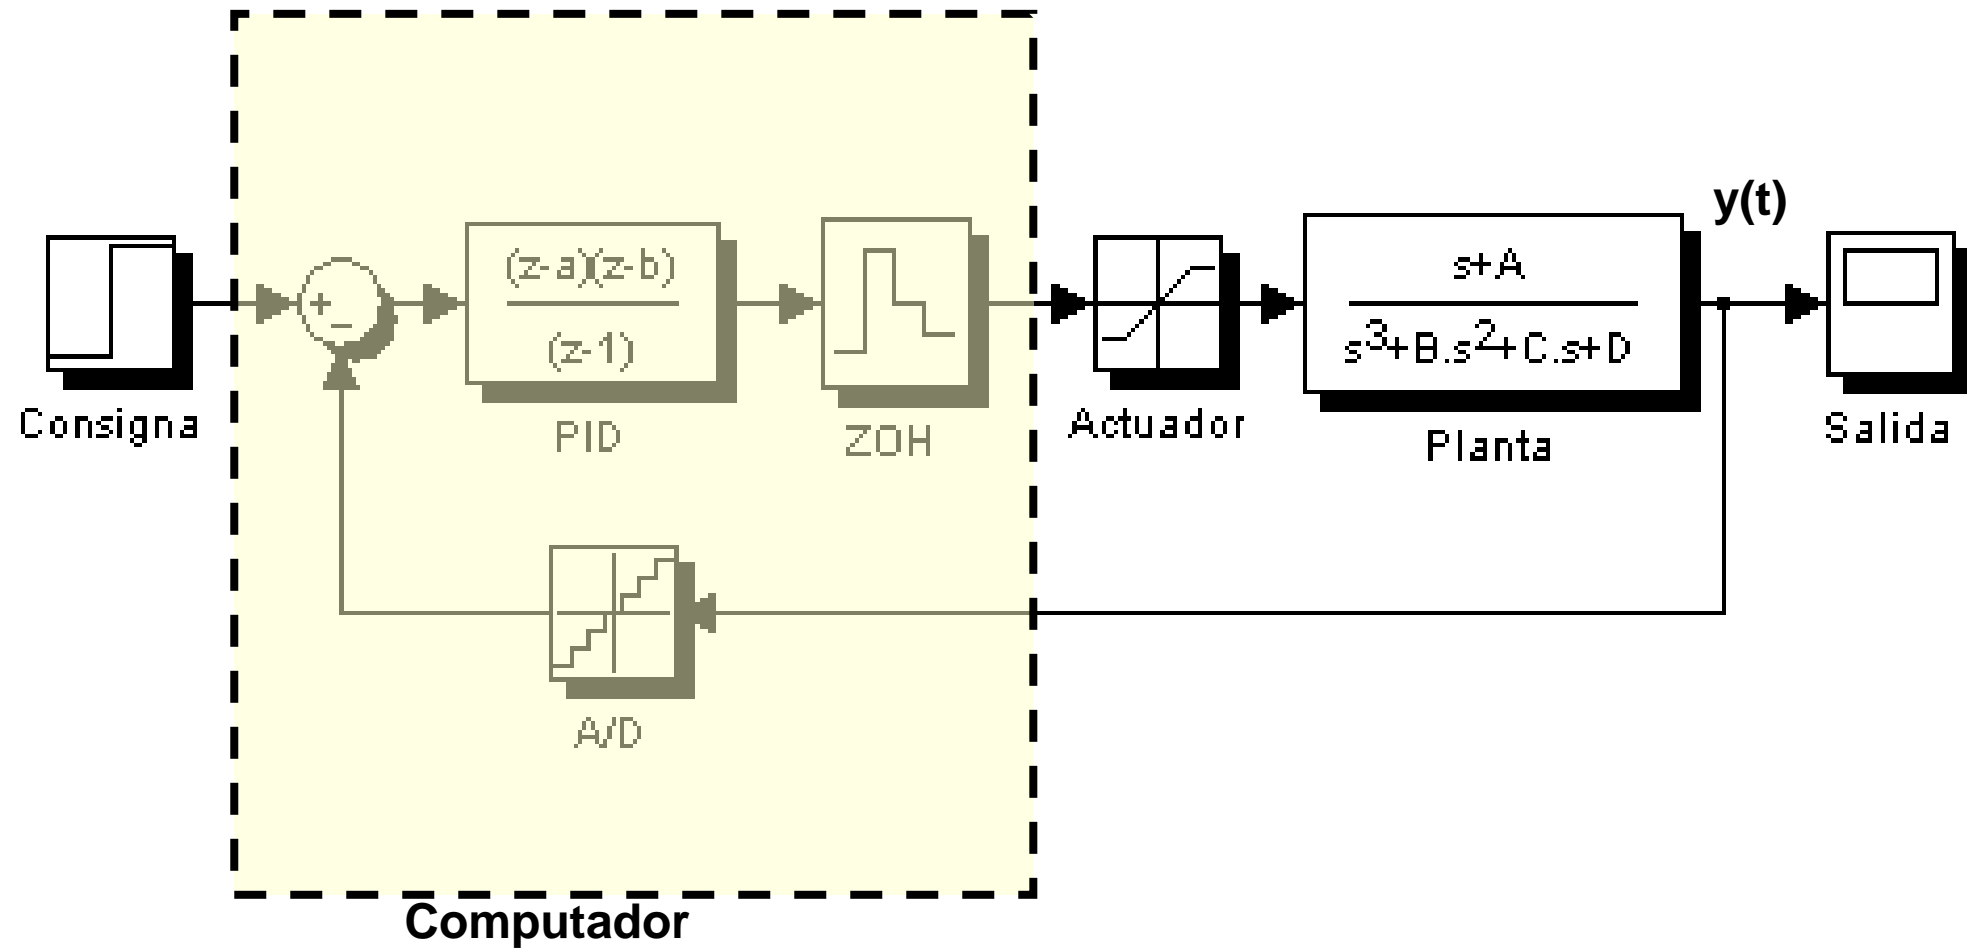 y(t)
Consigna
+
−
(z-a)(z-b)
(z-1)
PID
ZOH
Actuador
s+A
s3+B.s2+C.s+D
Planta
Salida
A/D
Computador